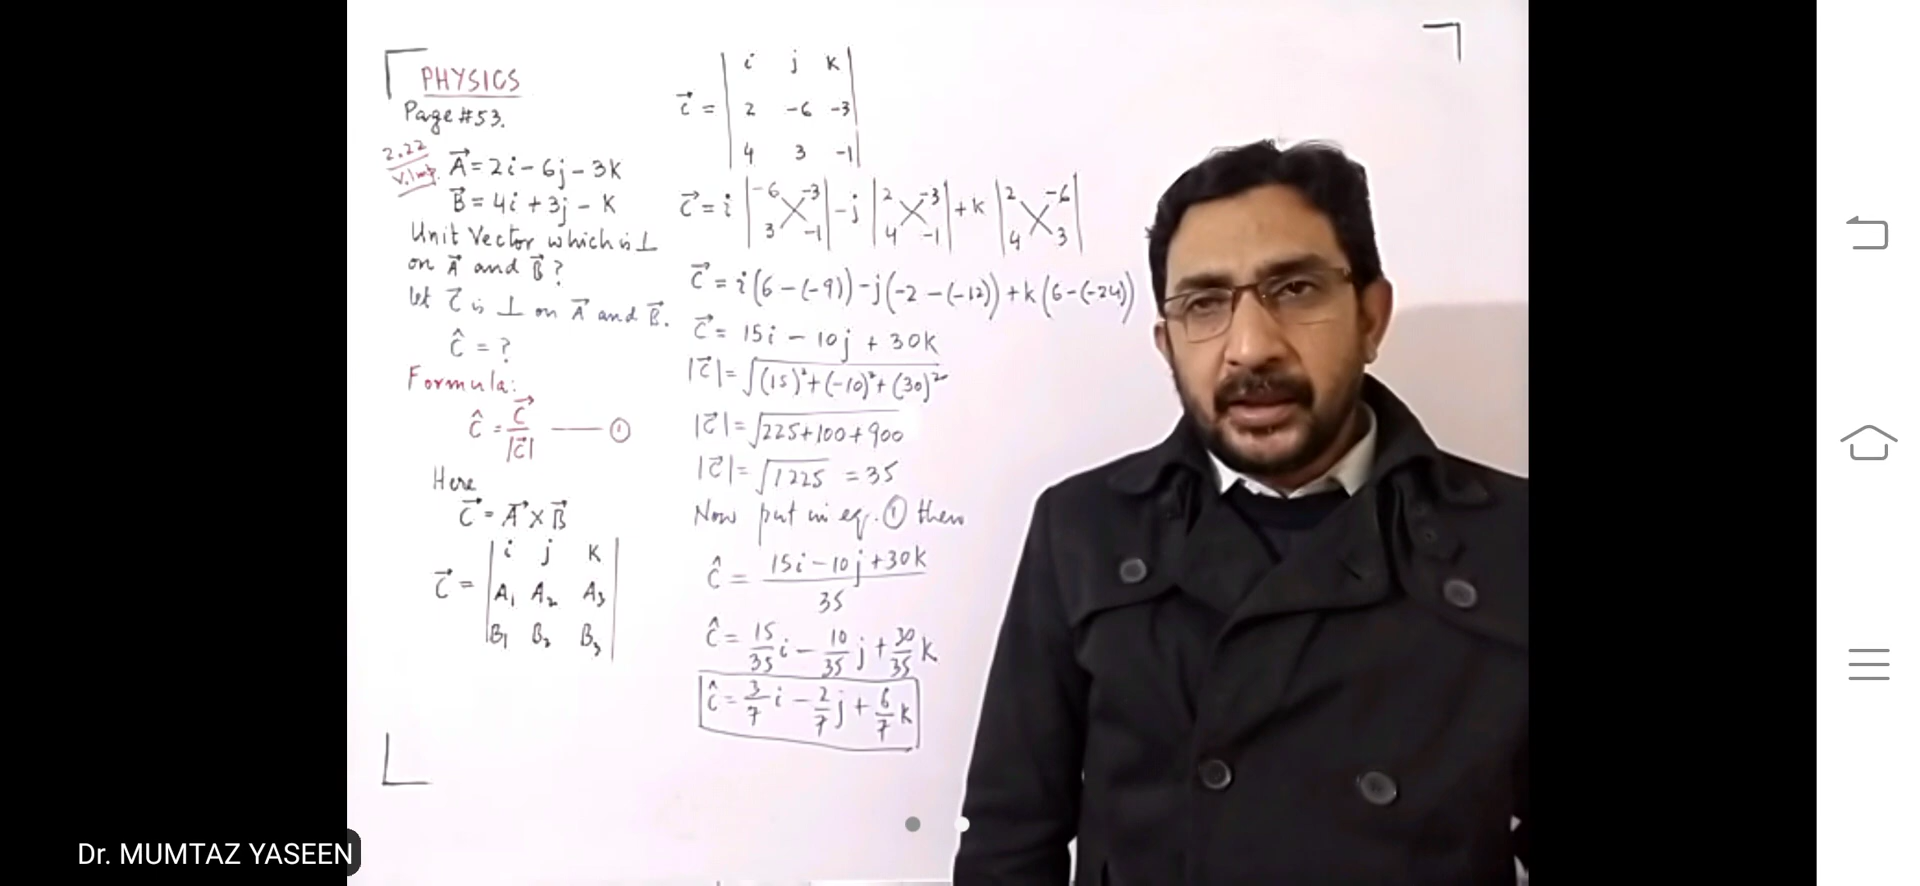 PHYSICS
Page #53.
2.22
V.Imp.
A⃗ = 2i - 6j - 3k
B⃗ = 4i + 3j - k
Unit Vector which is ⊥
on A⃗ and B⃗ ?
let C⃗ is ⊥ on A⃗ and B⃗.
Ĉ = ?
Formula:
Ĉ = C⃗ / |C⃗| —— ①
Here
C⃗ = A⃗ × B⃗
C⃗ = | i j k |
| A₁ A₂ A₃ |
| B₁ B₂ B₃ |
C⃗ = | i j k |
| 2 -6 -3 |
| 4 3 -1 |
C⃗ = i | -6 -3 | - j | 2 -3 | + k | 2 -6 |
| 3 -1 | | 4 -1 | | 4 3 |
C⃗ = i (6 - (-9)) - j (-2 - (-12)) + k (6 - (-24))
C⃗ = 15i - 10j + 30k
|C⃗| = √(15)² + (-10)² + (30)²
|C⃗| = √225 + 100 + 900
|C⃗| = √1225 = 35
Now put in eq. ① then
Ĉ = 15i - 10j + 30k / 35
Ĉ = 15/35 i - 10/35 j + 30/35 k
Ĉ = 3/7 i - 2/7 j + 6/7 k
Dr. MUMTAZ YASEEN